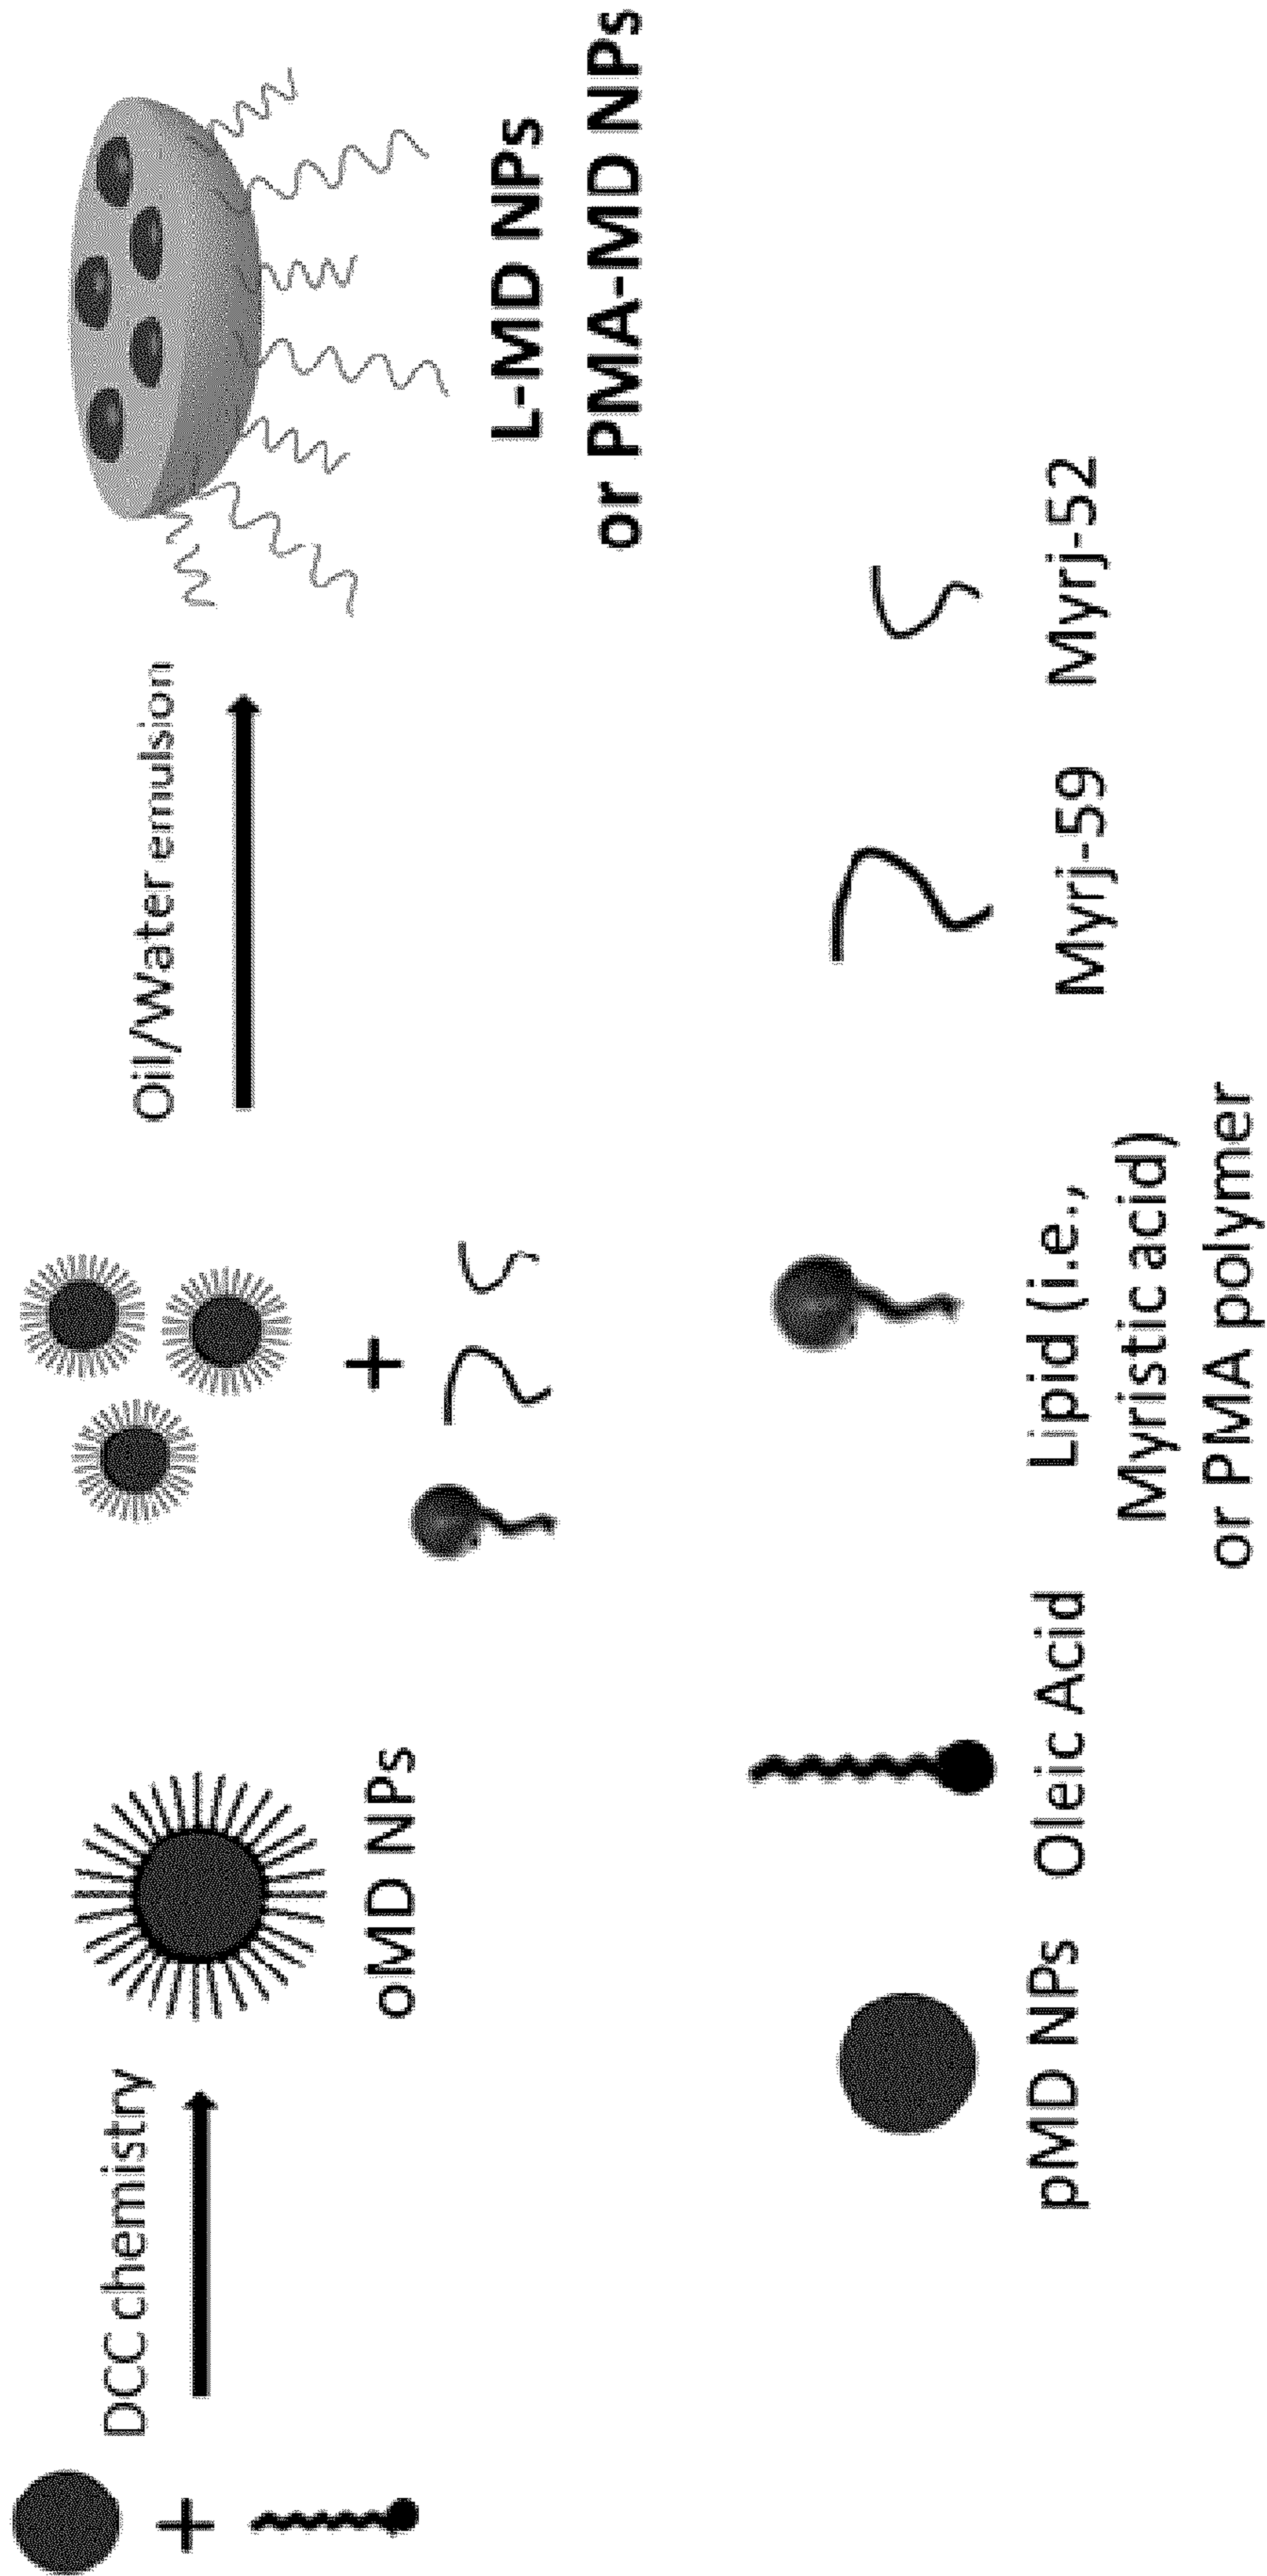 DCC chemistry
oMD NPs
Oil/Water emulsion
L-MD NPs
or PMA-MD NPs
pMD NPs
Oleic Acid
Lipid (i.e.,
Myristic acid)
or PMA polymer
Myrj-59
Myrj-52